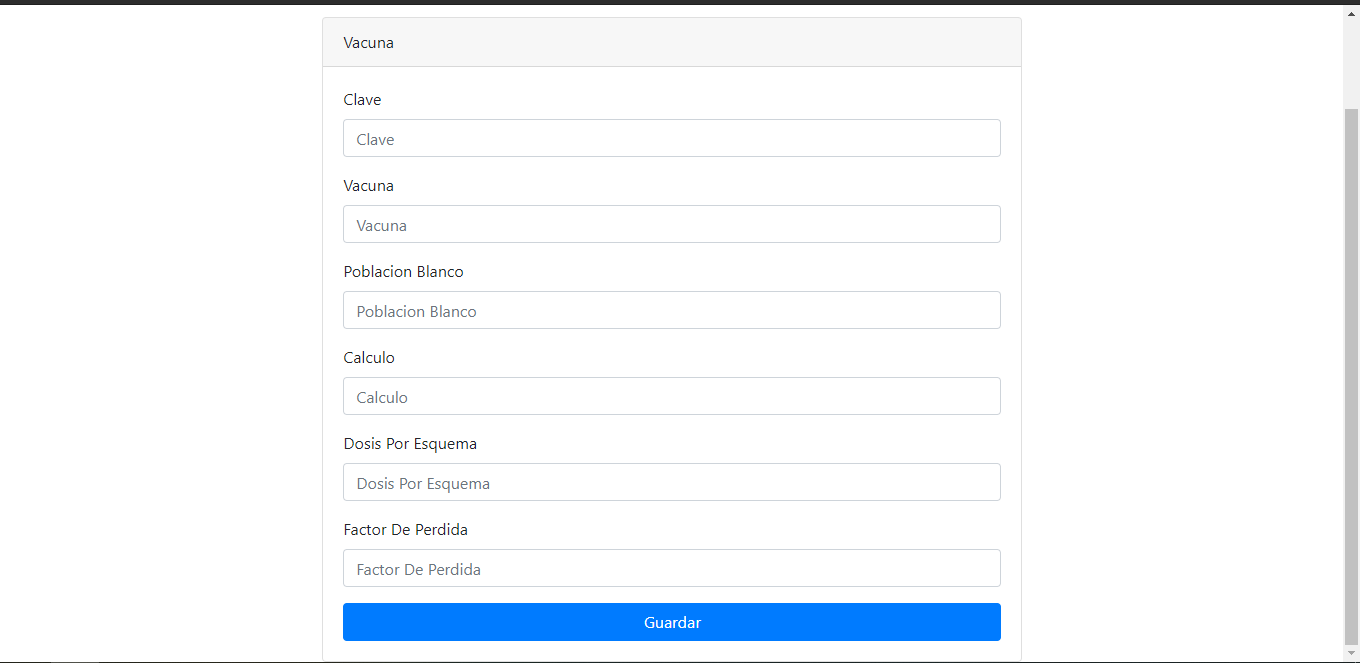 Vacuna
Clave
Clave
Vacuna
Vacuna
Poblacion Blanco
Poblacion Blanco
Calculo
Calculo
Dosis Por Esquema
Dosis Por Esquema
Factor De Perdida
Factor De Perdida
Guardar